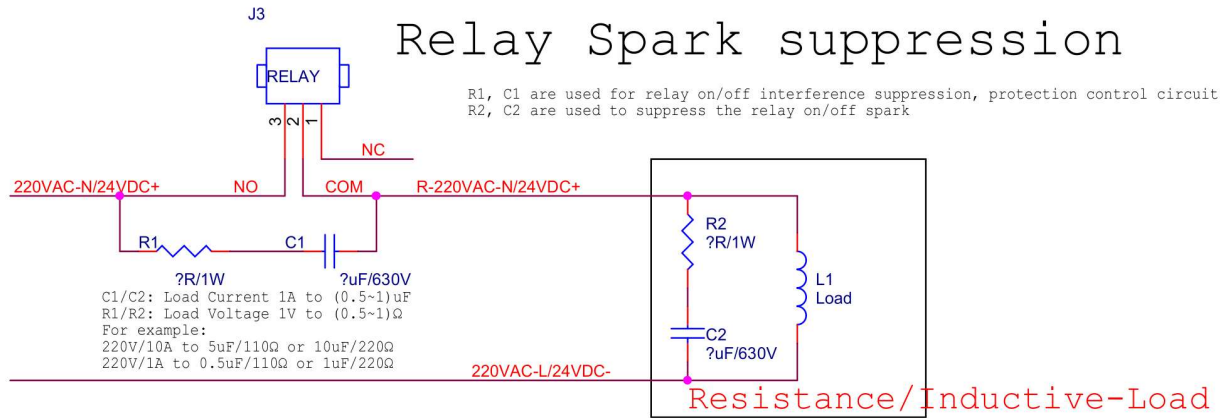 J3
Relay Spark suppression
RELAY
R1, C1 are used for relay on/off interference suppression, protection control circuit
R2, C2 are used to suppress the relay on/off spark
3 2 1
NC
220VAC-N/24VDC+ NO COM R-220VAC-N/24VDC+
R1 C1
?R/1W ?uF/630V
R2
?R/1W
L1
Load
C2
?uF/630V
C1/C2: Load Current 1A to (0.5~1)uF
R1/R2: Load Voltage 1V to (0.5~1)Ω
For example:
220V/10A to 5uF/110Ω or 10uF/220Ω
220V/1A to 0.5uF/110Ω or 1uF/220Ω
220VAC-L/24VDC-
Resistance/Inductive-Load